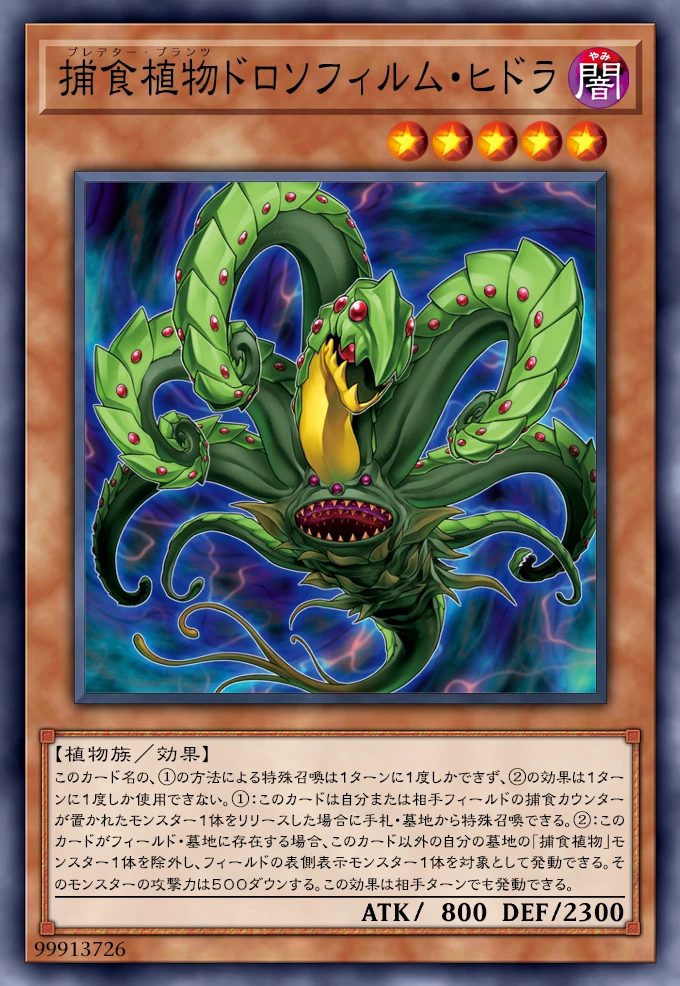 プレデター・プランツ
捕食植物ドロソフィルム・ヒドラ
やみ
闇
【植物族／効果】
このカード名の、①の方法による特殊召喚は1ターンに1度しかできず、②の効果は1ター
ンに1度しか使用できない。①:このカードは自分または相手フィールドの捕食カウンター
が置かれたモンスター1体をリリースした場合に手札・墓地から特殊召喚できる。②:この
カードがフィールド・墓地に存在する場合、このカード以外の自分の墓地の「捕食植物」モ
ンスター1体を除外し、フィールドの表側表示モンスター1体を対象として発動できる。そ
のモンスターの攻撃力は500ダウンする。この効果は相手ターンでも発動できる。
ATK/ 800 DEF/2300
99913726